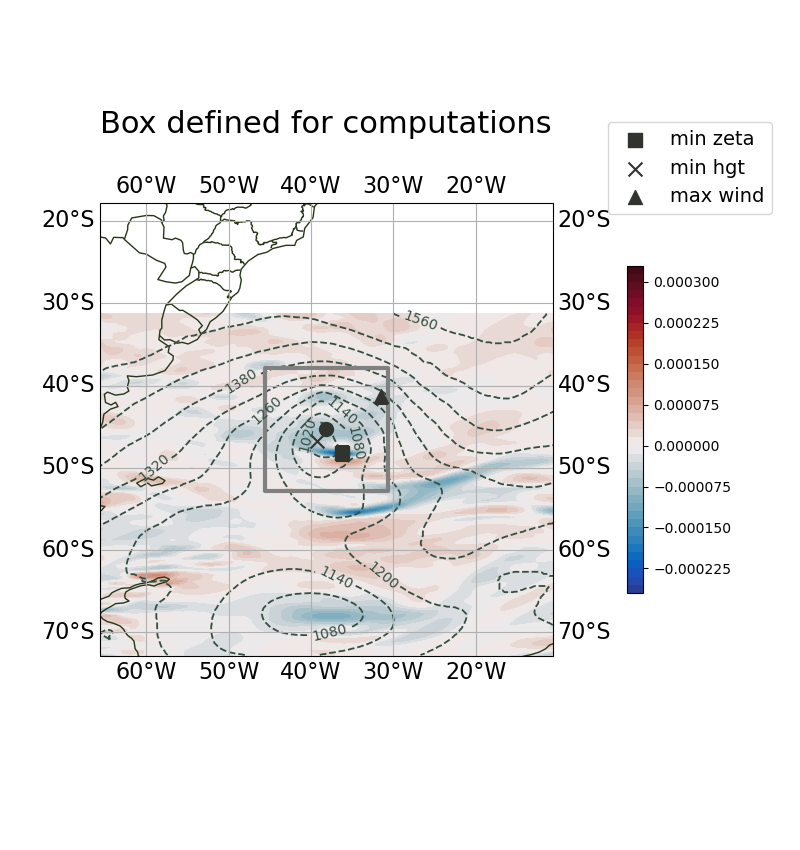 Box defined for computations
min zeta
min hgt
max wind
60°W 50°W 40°W 30°W 20°W
20°S 20°S
30°S 30°S
40°S 40°S
50°S 50°S
60°S 60°S
70°S 70°S
60°W 50°W 40°W 30°W 20°W
1560
1380
1260
1140
1020
1080
1320
1140
1200
1080
0.000300
0.000225
0.000150
0.000075
0.000000
−0.000075
−0.000150
−0.000225